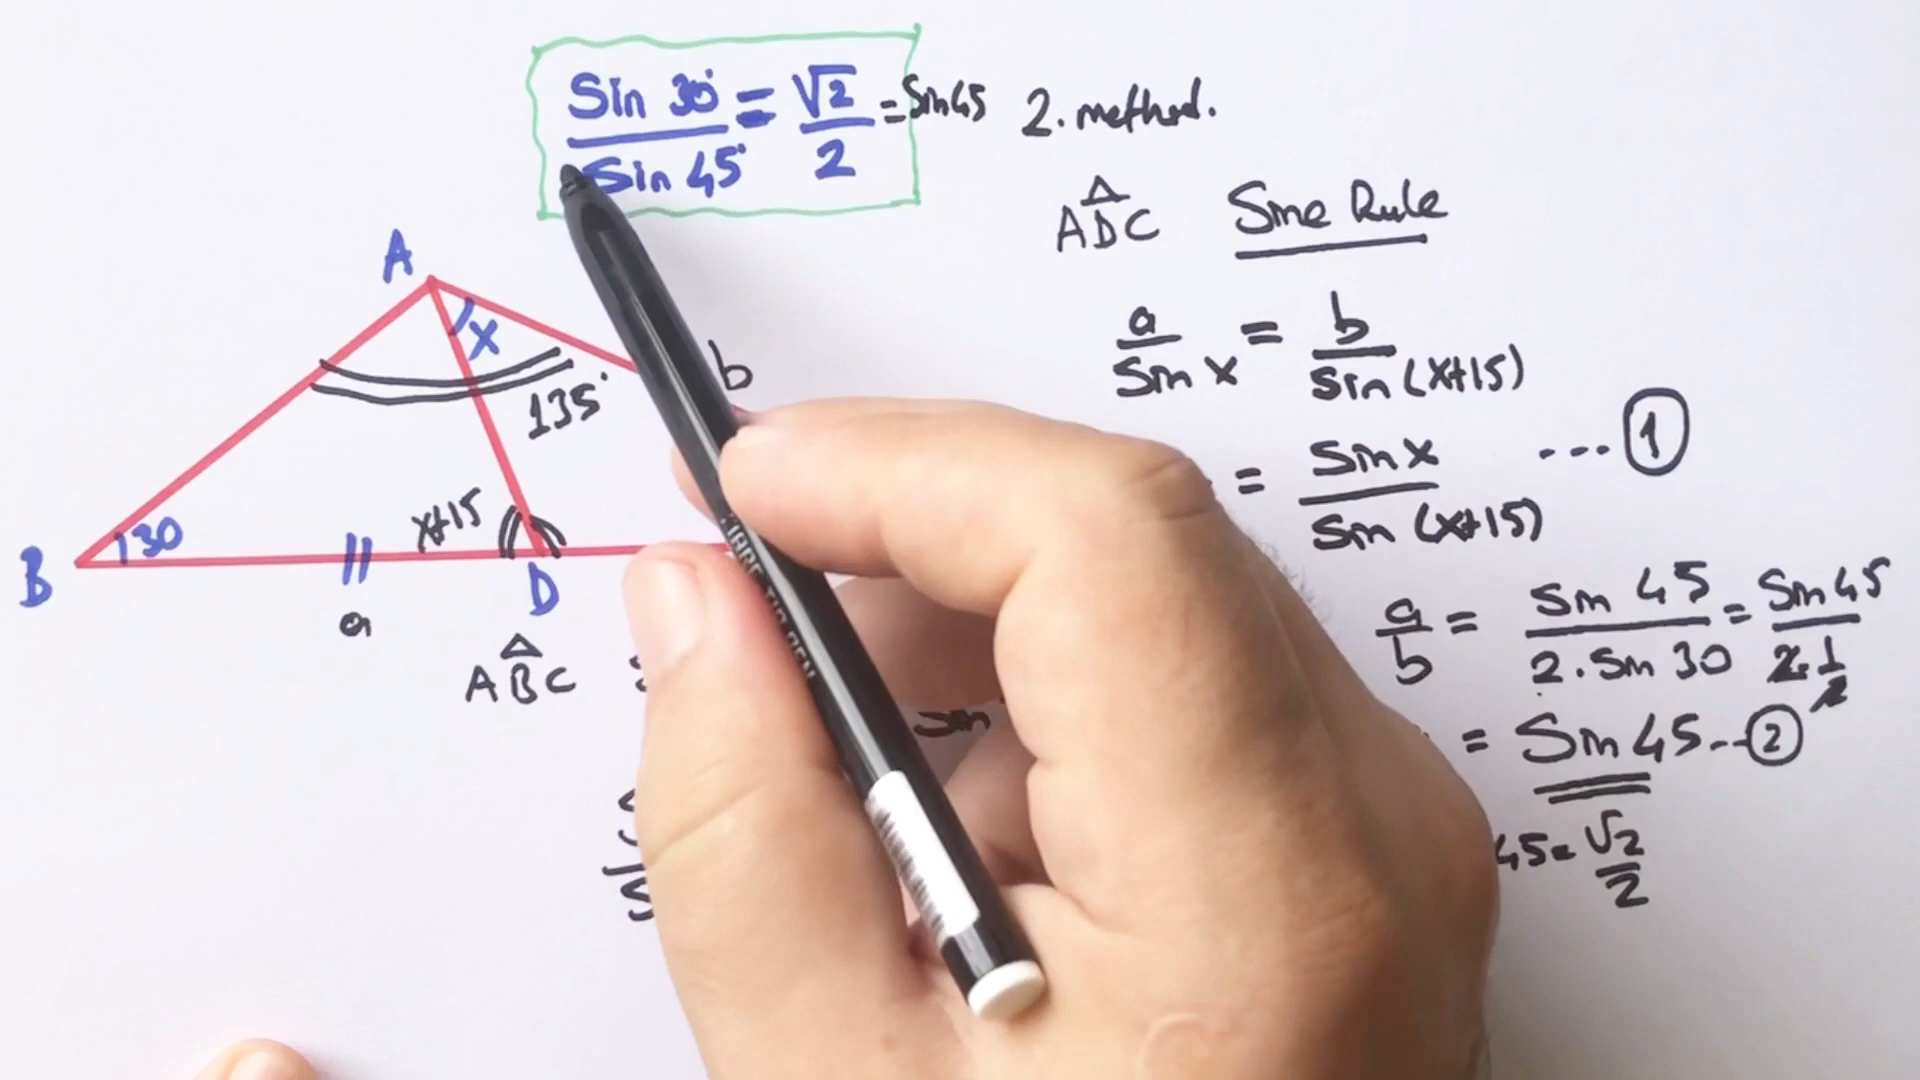 Sin 30° = √2 = Sin45 2. method.
Sin 45° 2
ADC Sine Rule
A
a = b
Sin x Sin (x+15)
x
b
135°
= Sin x ---- 1
Sin (x+15)
x+15
30
B
D
a
a = Sin 45 = Sin 45
b 2. Sin 30 2. 1/2
ABC
Sin
= Sin 45 -- 2
45 = √2
2